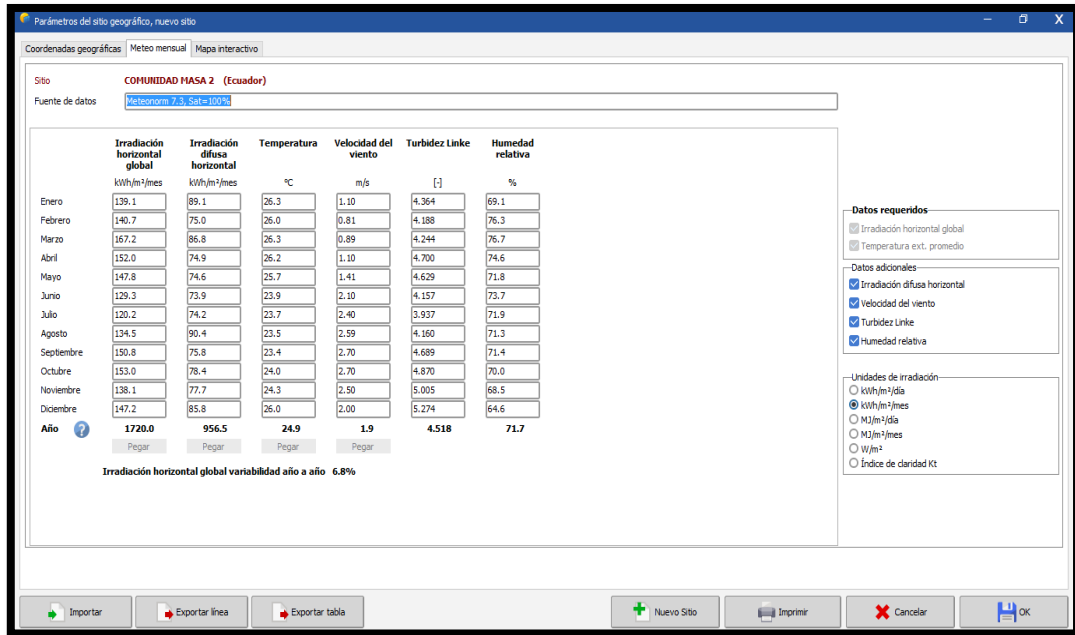 Parámetros del sitio geográfico, nuevo sitio
Coordenadas geográficas Meteo mensual Mapa interactivo
Sitio COMUNIDAD MASA 2 (Ecuador)
Fuente de datos Meteonorm 7.3, Sat=100%
Irradiación horizontal global Irradiación difusa horizontal Temperatura Velocidad del viento Turbidez Linke Humedad relativa
kWh/m²/mes kWh/m²/mes °C m/s [-] %
Enero 139.1 89.1 26.3 1.10 4.364 69.1
Febrero 140.7 75.0 26.0 0.81 4.188 76.3
Marzo 167.2 86.8 26.3 0.89 4.244 76.7
Abril 152.0 74.9 26.2 1.10 4.700 74.6
Mayo 147.8 74.6 25.7 1.41 4.629 71.8
Junio 129.3 73.9 23.9 2.10 4.157 73.7
Julio 120.2 74.2 23.7 2.40 3.937 71.9
Agosto 134.5 90.4 23.5 2.59 4.160 71.3
Septiembre 150.8 75.8 23.4 2.70 4.689 71.4
Octubre 153.0 78.4 24.0 2.70 4.870 70.0
Noviembre 138.1 77.7 24.3 2.50 5.005 68.5
Diciembre 147.2 85.8 26.0 2.00 5.274 64.6
Año ? 1720.0 956.5 24.9 1.9 4.518 71.7
Pegar Pegar Pegar Pegar
Irradiación horizontal global variabilidad año a año 6.8%
Datos requeridos
Irradiación horizontal global
Temperatura ext. promedio
Datos adicionales
Irradiación difusa horizontal
Velocidad del viento
Turbidez Linke
Humedad relativa
Unidades de irradiación
kWh/m²/día
kWh/m²/mes
MJ/m²/día
MJ/m²/mes
W/m²
Índice de claridad Kt
Importar Exportar línea Exportar tabla Nuevo Sitio Imprimir Cancelar OK